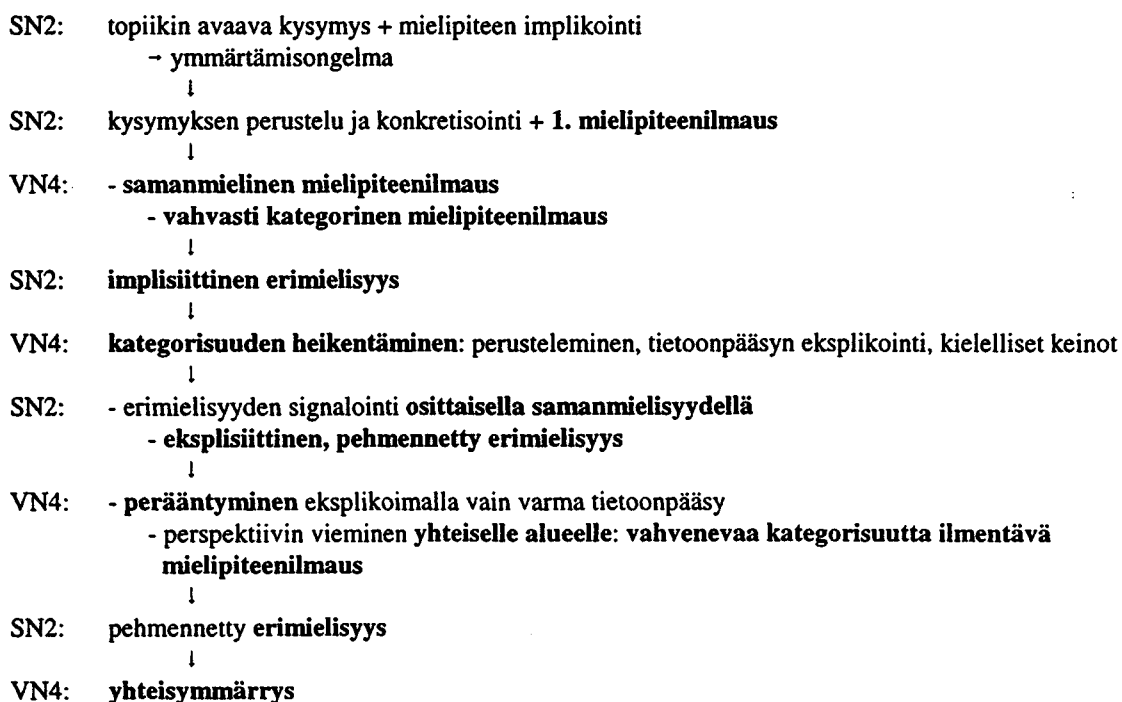 SN2: topiikin avaava kysymys + mielipiteen implikointi
→ ymmärtämisongelma
↓
SN2: kysymyksen perustelu ja konkretisointi + 1. mielipiteenilmaus
↓
VN4: - samanmielinen mielipiteenilmaus
- vahvasti kategorinen mielipiteenilmaus
↓
SN2: implisiittinen erimielisyys
↓
VN4: kategorisuuden heikentäminen: perusteleminen, tietoonpääsyn eksplikointi, kielelliset keinot
↓
SN2: - erimielisyyden signalointi osittaisella samanmielisyydellä
- eksplisiittinen, pehmennetty erimielisyys
↓
VN4: - perääntyminen eksplikoimalla vain varma tietoonpääsy
- perspektiivin vieminen yhteiselle alueelle: vahvenevaa kategorisuutta ilmentävä
mielipiteenilmaus
↓
SN2: pehmennetty erimielisyys
↓
VN4: yhteisymmärrys